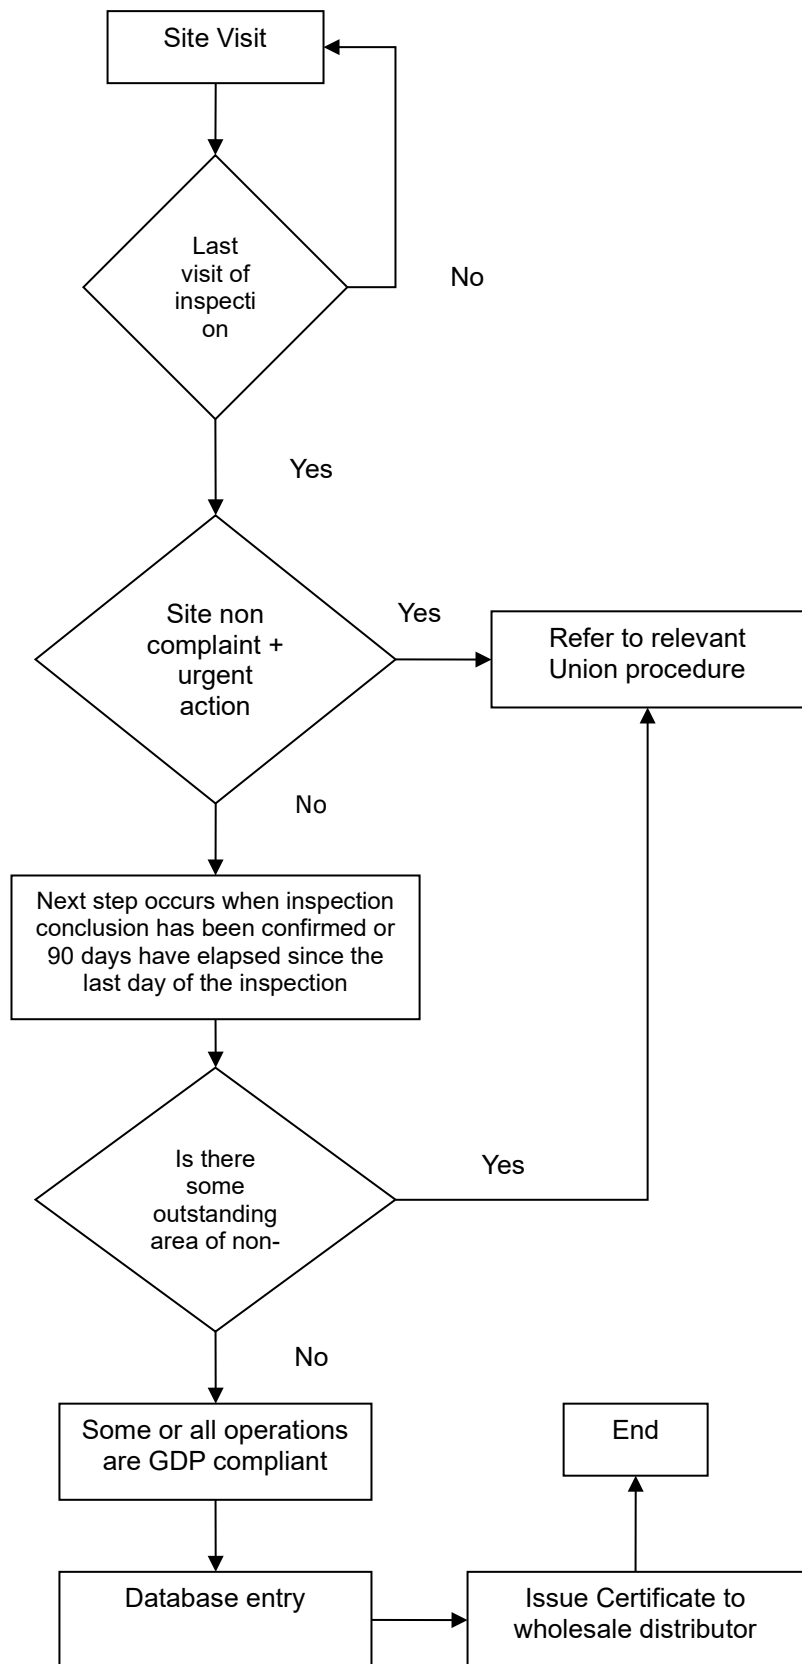 Site Visit
Last
visit of
inspecti
on
No
Yes
Site non
complaint +
urgent
action
Yes
Refer to relevant
Union procedure
No
Next step occurs when inspection
conclusion has been confirmed or
90 days have elapsed since the
last day of the inspection
Is there
some
outstanding
area of non-
Yes
No
Some or all operations
are GDP compliant
End
Database entry
Issue Certificate to
wholesale distributor